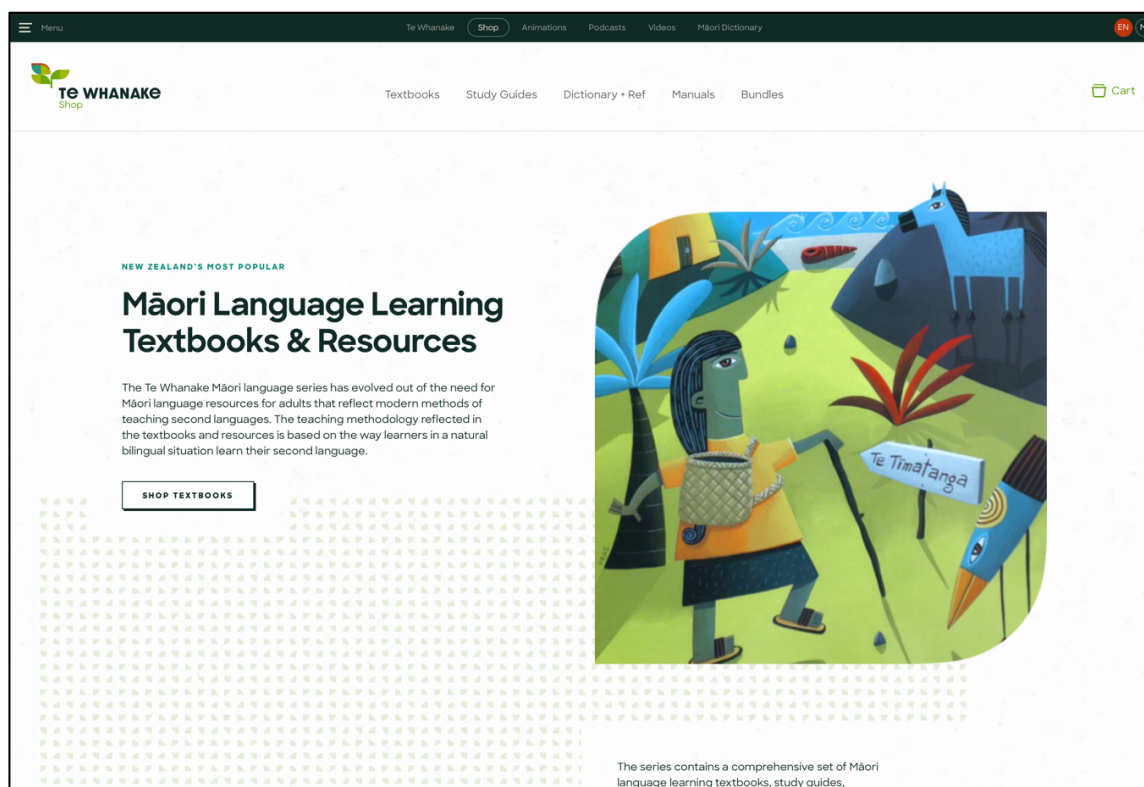 Menu
Te Whanake Shop Animations Podcasts Videos Māori Dictionary
EN
Te WHANAKe
Shop
Textbooks Study Guides Dictionary + Ref Manuals Bundles
Cart
NEW ZEALAND'S MOST POPULAR
Māori Language Learning
Textbooks & Resources
The Te Whanake Māori language series has evolved out of the need for
Māori language resources for adults that reflect modern methods of
teaching second languages. The teaching methodology reflected in
the textbooks and resources is based on the way learners in a natural
bilingual situation learn their second language.
SHOP TEXTBOOKS
Te Tīmatanga
The series contains a comprehensive set of Māori
language learning textbooks, study guides,